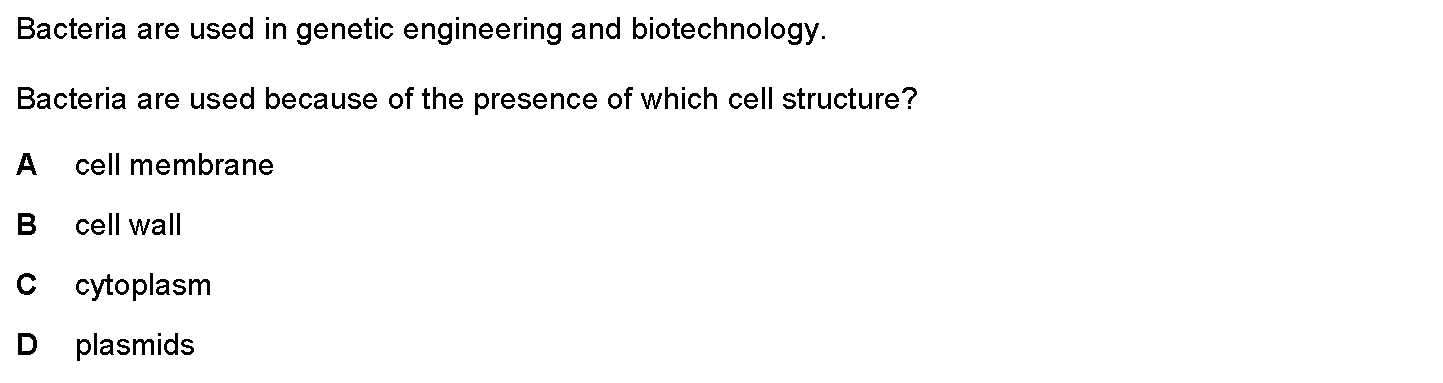 Bacteria are used in genetic engineering and biotechnology.
Bacteria are used because of the presence of which cell structure?
A cell membrane
B cell wall
C cytoplasm
D plasmids